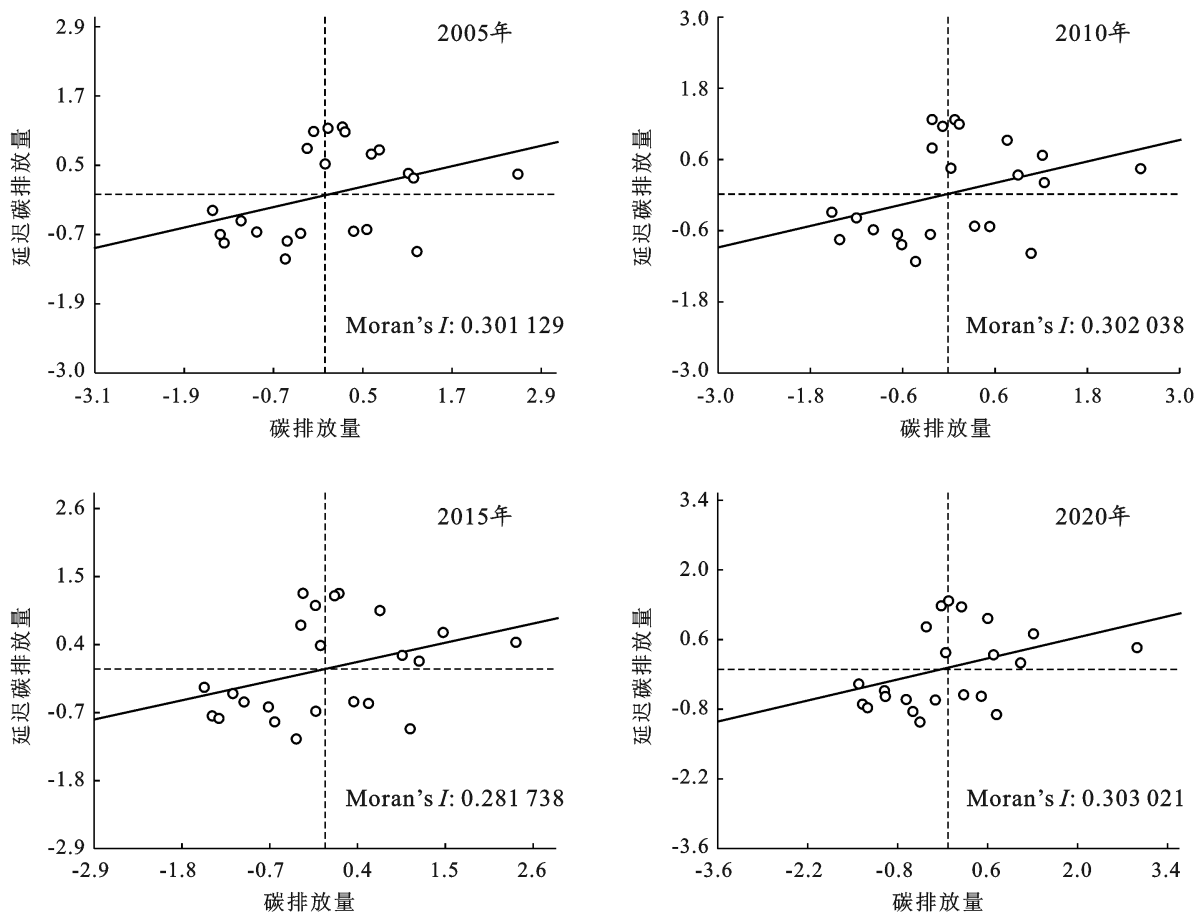 2005年
2.9
1.7
0.5
-0.7
-1.9
-3.0
延迟碳排放量
Moran's I: 0.301 129
-3.1 -1.9 -0.7 0.5 1.7 2.9
碳排放量
2010年
3.0
1.8
0.6
-0.6
-1.8
-3.0
延迟碳排放量
Moran's I: 0.302 038
-3.0 -1.8 -0.6 0.6 1.8 3.0
碳排放量
2015年
2.6
1.5
0.4
-0.7
-1.8
-2.9
延迟碳排放量
Moran's I: 0.281 738
-2.9 -1.8 -0.7 0.4 1.5 2.6
碳排放量
2020年
3.4
2.0
0.6
-0.8
-2.2
-3.6
延迟碳排放量
Moran's I: 0.303 021
-3.6 -2.2 -0.8 0.6 2.0 3.4
碳排放量